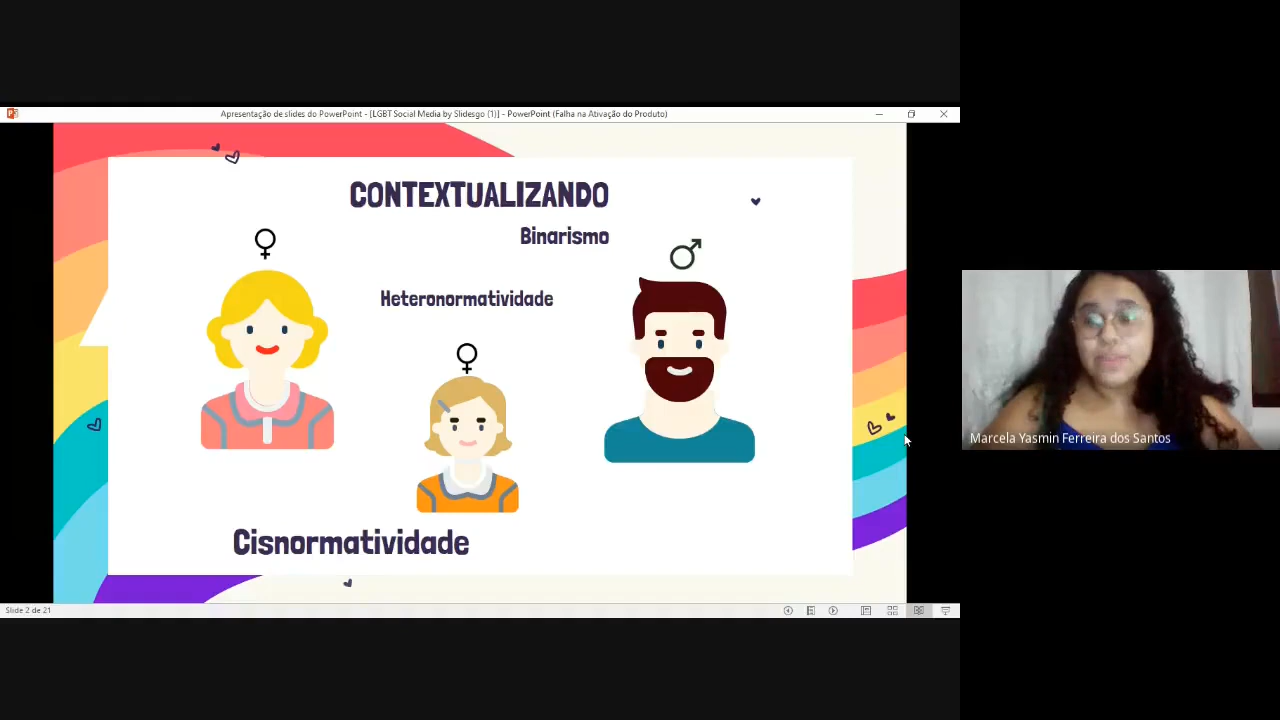 Apresentação de slides do PowerPoint - [LGBT Social Media by Slidesgo (1)] - PowerPoint (Falha na Ativação do Produto)
CONTEXTUALIZANDO
Binarismo
Heteronormatividade
Cisnormatividade
Marcela Yasmin Ferreira dos Santos
Slide 2 de 21